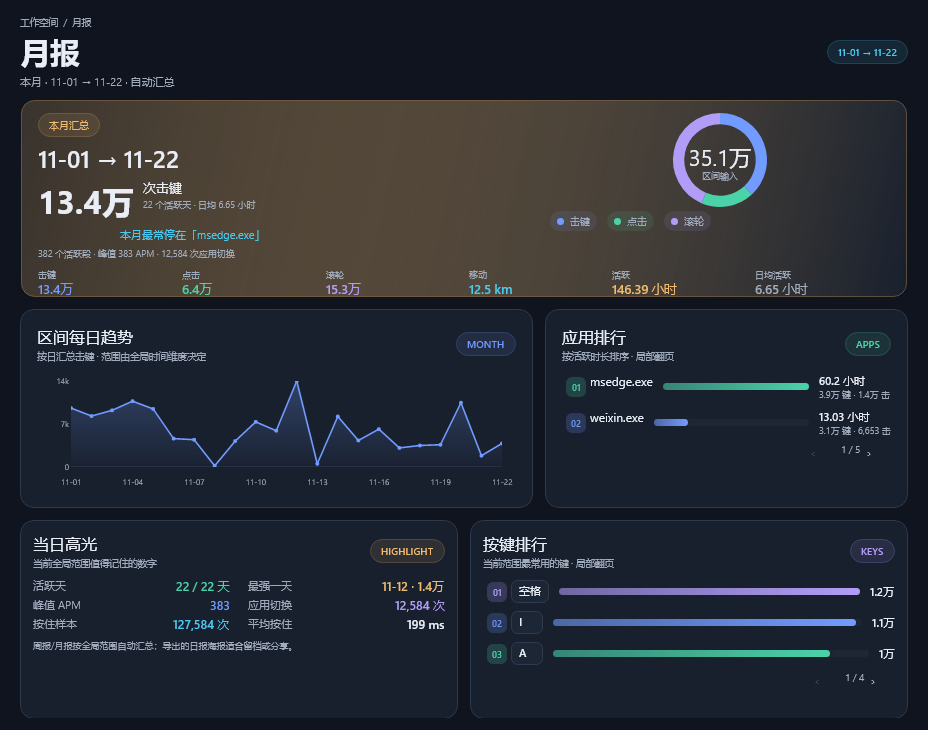 工作空间 / 月报
月报
本月 · 11-01 → 11-22 · 自动汇总
11-01 → 11-22
本月汇总
11-01 → 11-22
13.4万 次击键
22 个活跃天 · 日均 6.65 小时
本月最常停在「msedge.exe」
382 个活跃段 · 峰值 383 APM · 12,584 次应用切换
35.1万
区间输入
击键 点击 滚轮
击键 点击 滚轮 移动 活跃 日均活跃
13.4万 6.4万 15.3万 12.5 km 146.39 小时 6.65 小时
区间每日趋势
按日汇总击键 · 范围由全局时间维度决定
MONTH
14k
7k
0
11-01 11-04 11-07 11-10 11-13 11-16 11-19 11-22
应用排行
按活跃时长排序 · 局部翻页
APPS
01 msedge.exe 60.2 小时
3.9万 键 · 1.4万 击
02 weixin.exe 13.03 小时
3.1万 键 · 6,653 击
‹ 1 / 5 ›
当日高光
当前全局范围值得记住的数字
HIGHLIGHT
活跃天 22 / 22 天 最强一天 11-12 · 1.4万
峰值 APM 383 应用切换 12,584 次
按住样本 127,584 次 平均按住 199 ms
周报/月报按全局范围自动汇总；导出的日报海报适合留档或分享。
按键排行
当前范围最常用的键 · 局部翻页
KEYS
01 空格 1.2万
02 I 1.1万
03 A 1万
‹ 1 / 4 ›